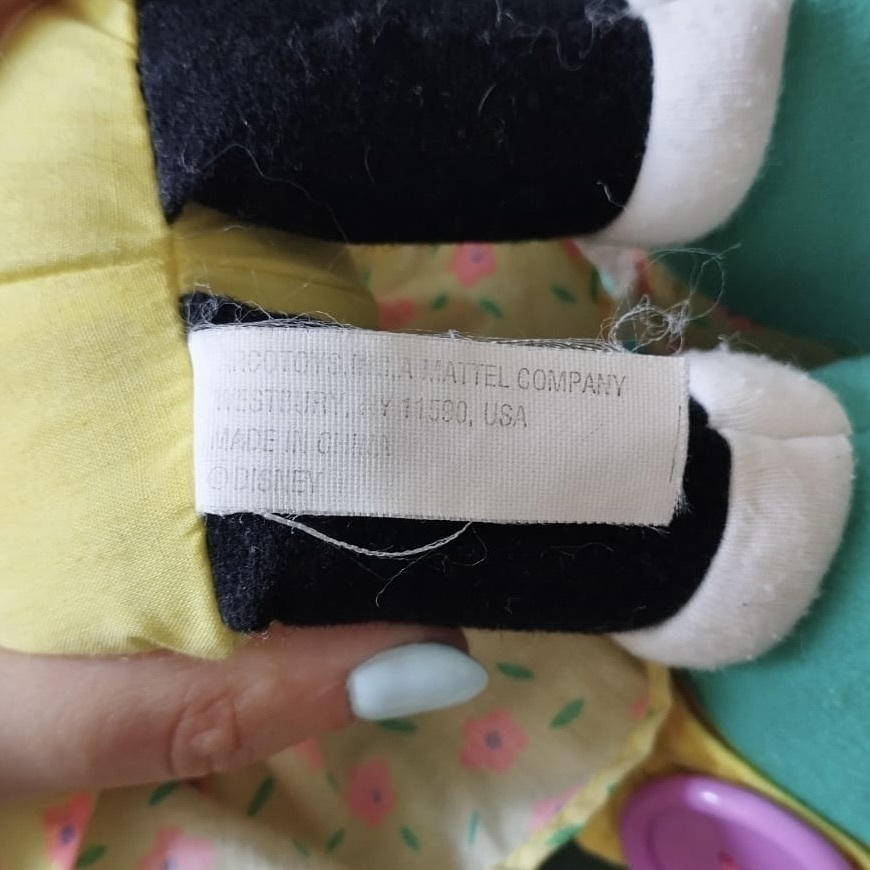 ARCOTOYS, INC., A MATTEL COMPANY
WESTBURY, NY 11590, USA
MADE IN CHINA
©DISNEY